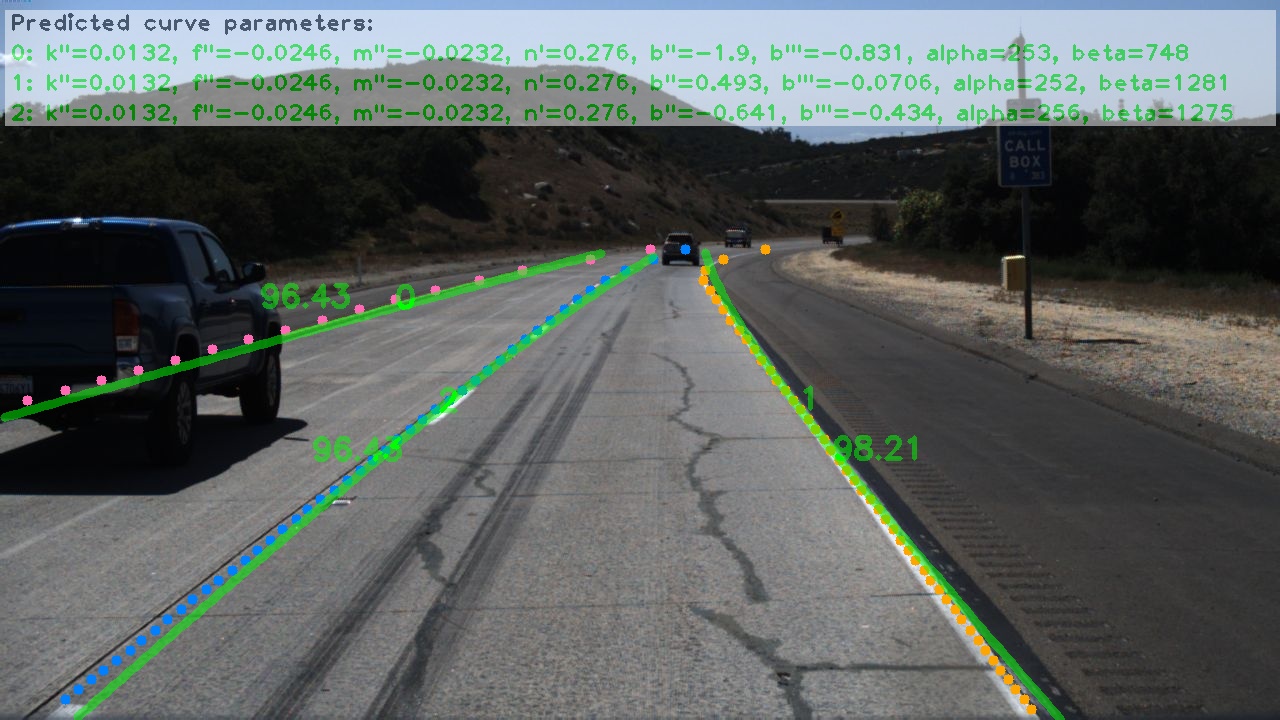 Predicted curve parameters:
0: k''=0.0132, f''=-0.0246, m''=-0.0232, n'=0.276, b''=-1.9, b'''=-0.831, alpha=253, beta=748
1: k''=0.0132, f''=-0.0246, m''=-0.0232, n'=0.276, b''=0.493, b'''=-0.0706, alpha=252, beta=1281
2: k''=0.0132, f''=-0.0246, m''=-0.0232, n'=0.276, b''=-0.641, b'''=-0.434, alpha=256, beta=1275
CALL
BOX
96.43 0
1
96.43
98.21